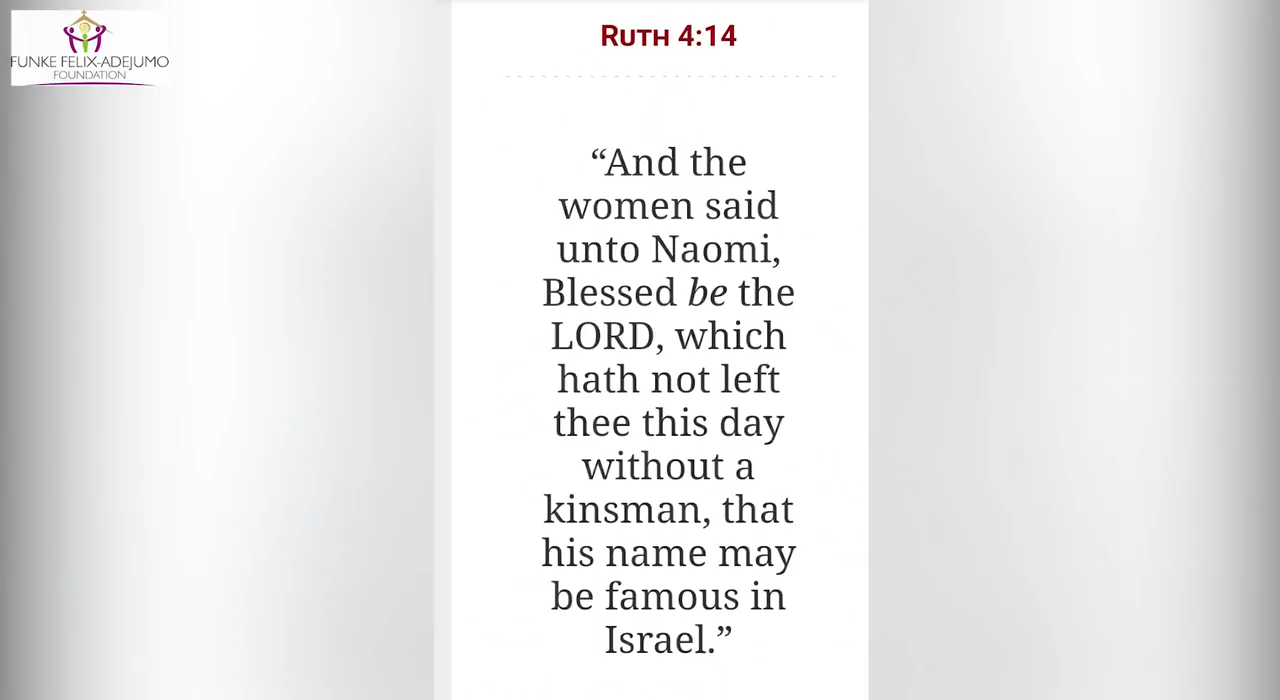 FUNKE FELIX-ADEJUMO
FOUNDATION
RUTH 4:14
“And the
women said
unto Naomi,
Blessed be the
LORD, which
hath not left
thee this day
without a
kinsman, that
his name may
be famous in
Israel.”